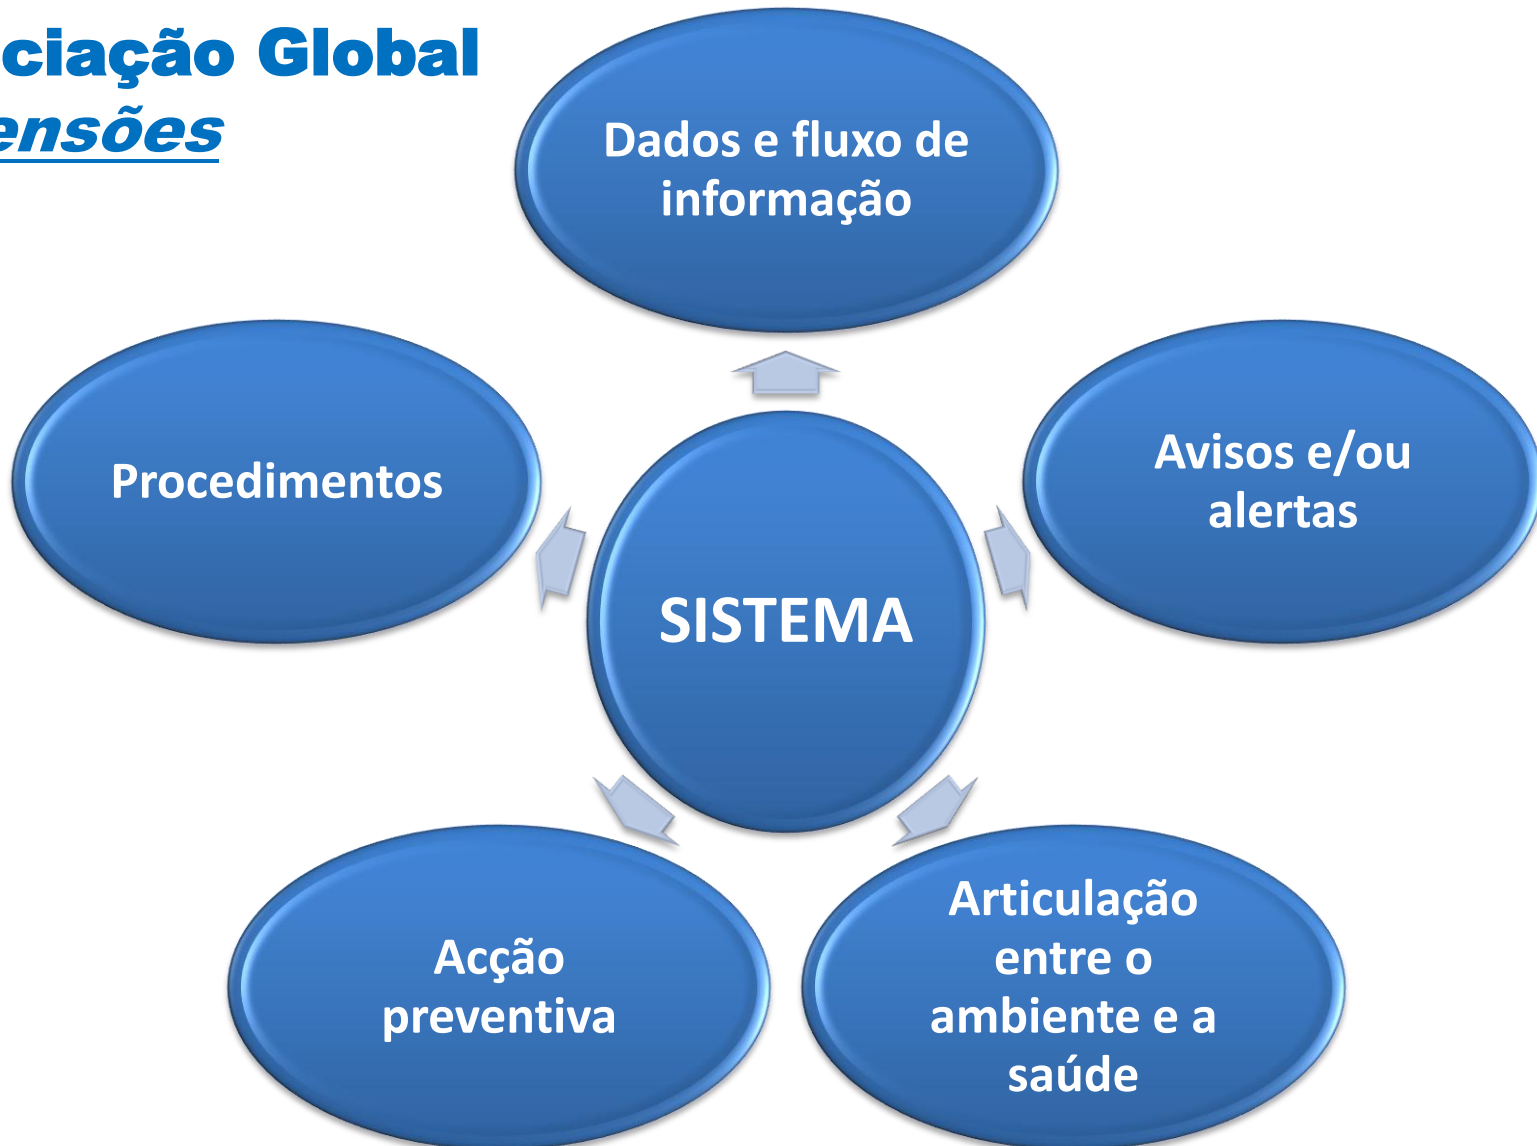 ciação Global
ensões
Dados e fluxo de
informação
Procedimentos
Avisos e/ou
alertas
SISTEMA
Acção
preventiva
Articulação
entre o
ambiente e a
saúde